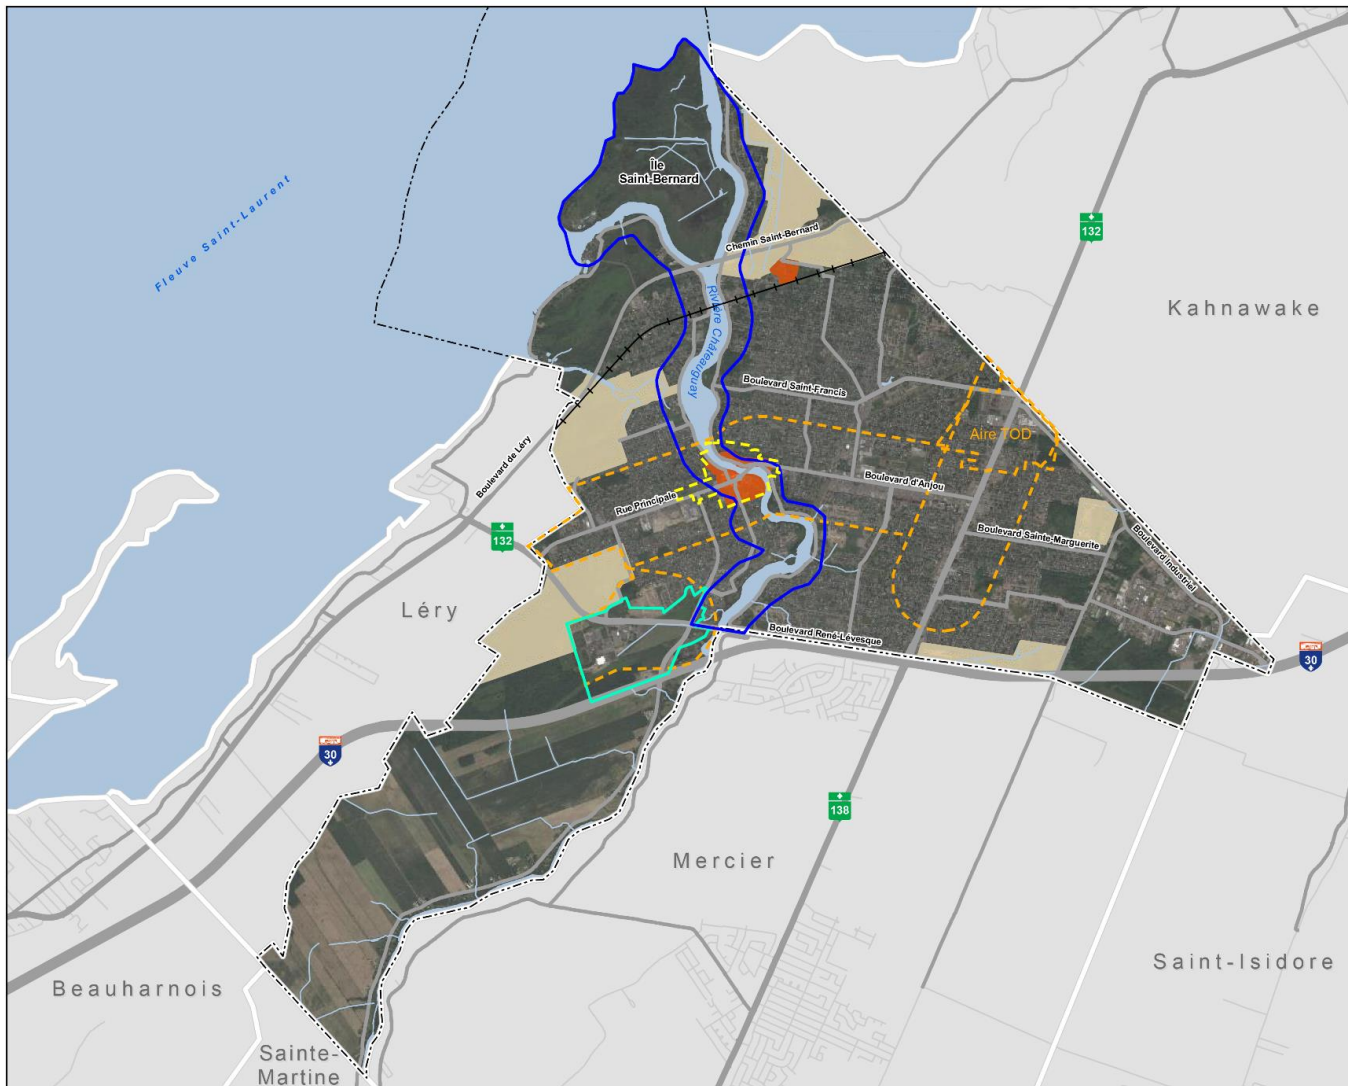 Île
Saint-Bernard
Fleuve Saint-Laurent
132
Chemin Saint-Bernard
Kahnawake
Rivière Châteauguay
Boulevard Saint-Francis
Aire TOD
Boulevard de Léry
Boulevard d'Anjou
Rue Principale
132
Boulevard Sainte-Marguerite
Boulevard Industriel
Léry
Boulevard René-Lévesque
30
30
138
Mercier
Saint-Isidore
Beauharnois
Sainte-
Martine